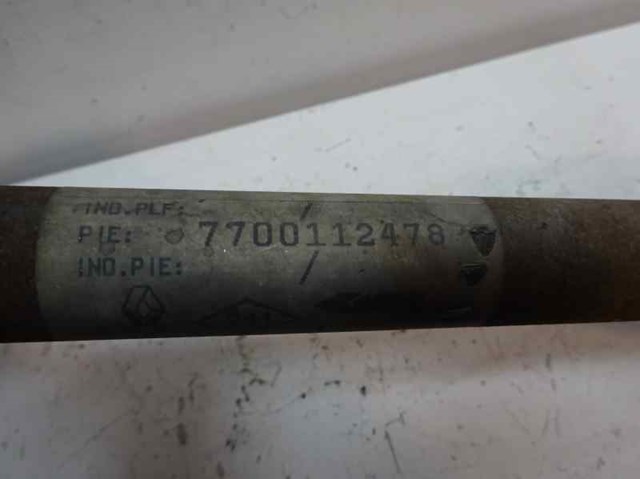 IND.PLF: /
PIE: 7700112478
IND.PIE: /